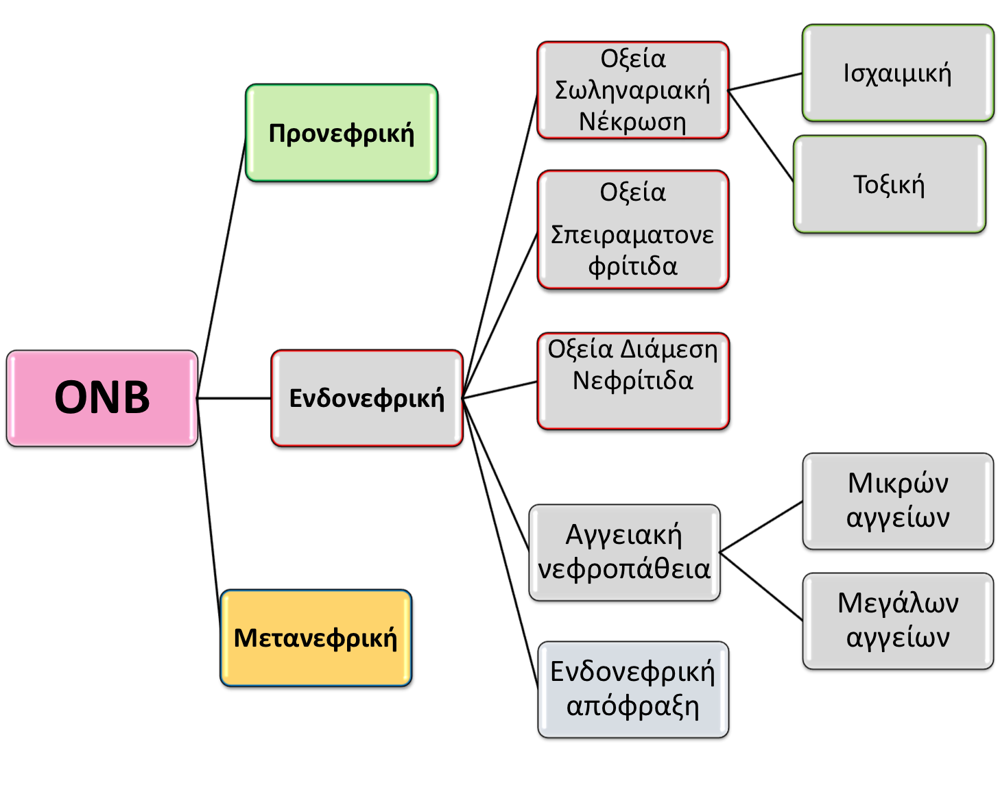 ΟΝΒ
Προνεφρική
Ενδονεφρική
Μετανεφρική
Οξεία
Σωληναριακή
Νέκρωση
Ισχαιμική
Τοξική
Οξεία
Σπειραματονε
φρίτιδα
Οξεία Διάμεση
Νεφρίτιδα
Αγγειακή
νεφροπάθεια
Μικρών
αγγείων
Μεγάλων
αγγείων
Ενδονεφρική
απόφραξη